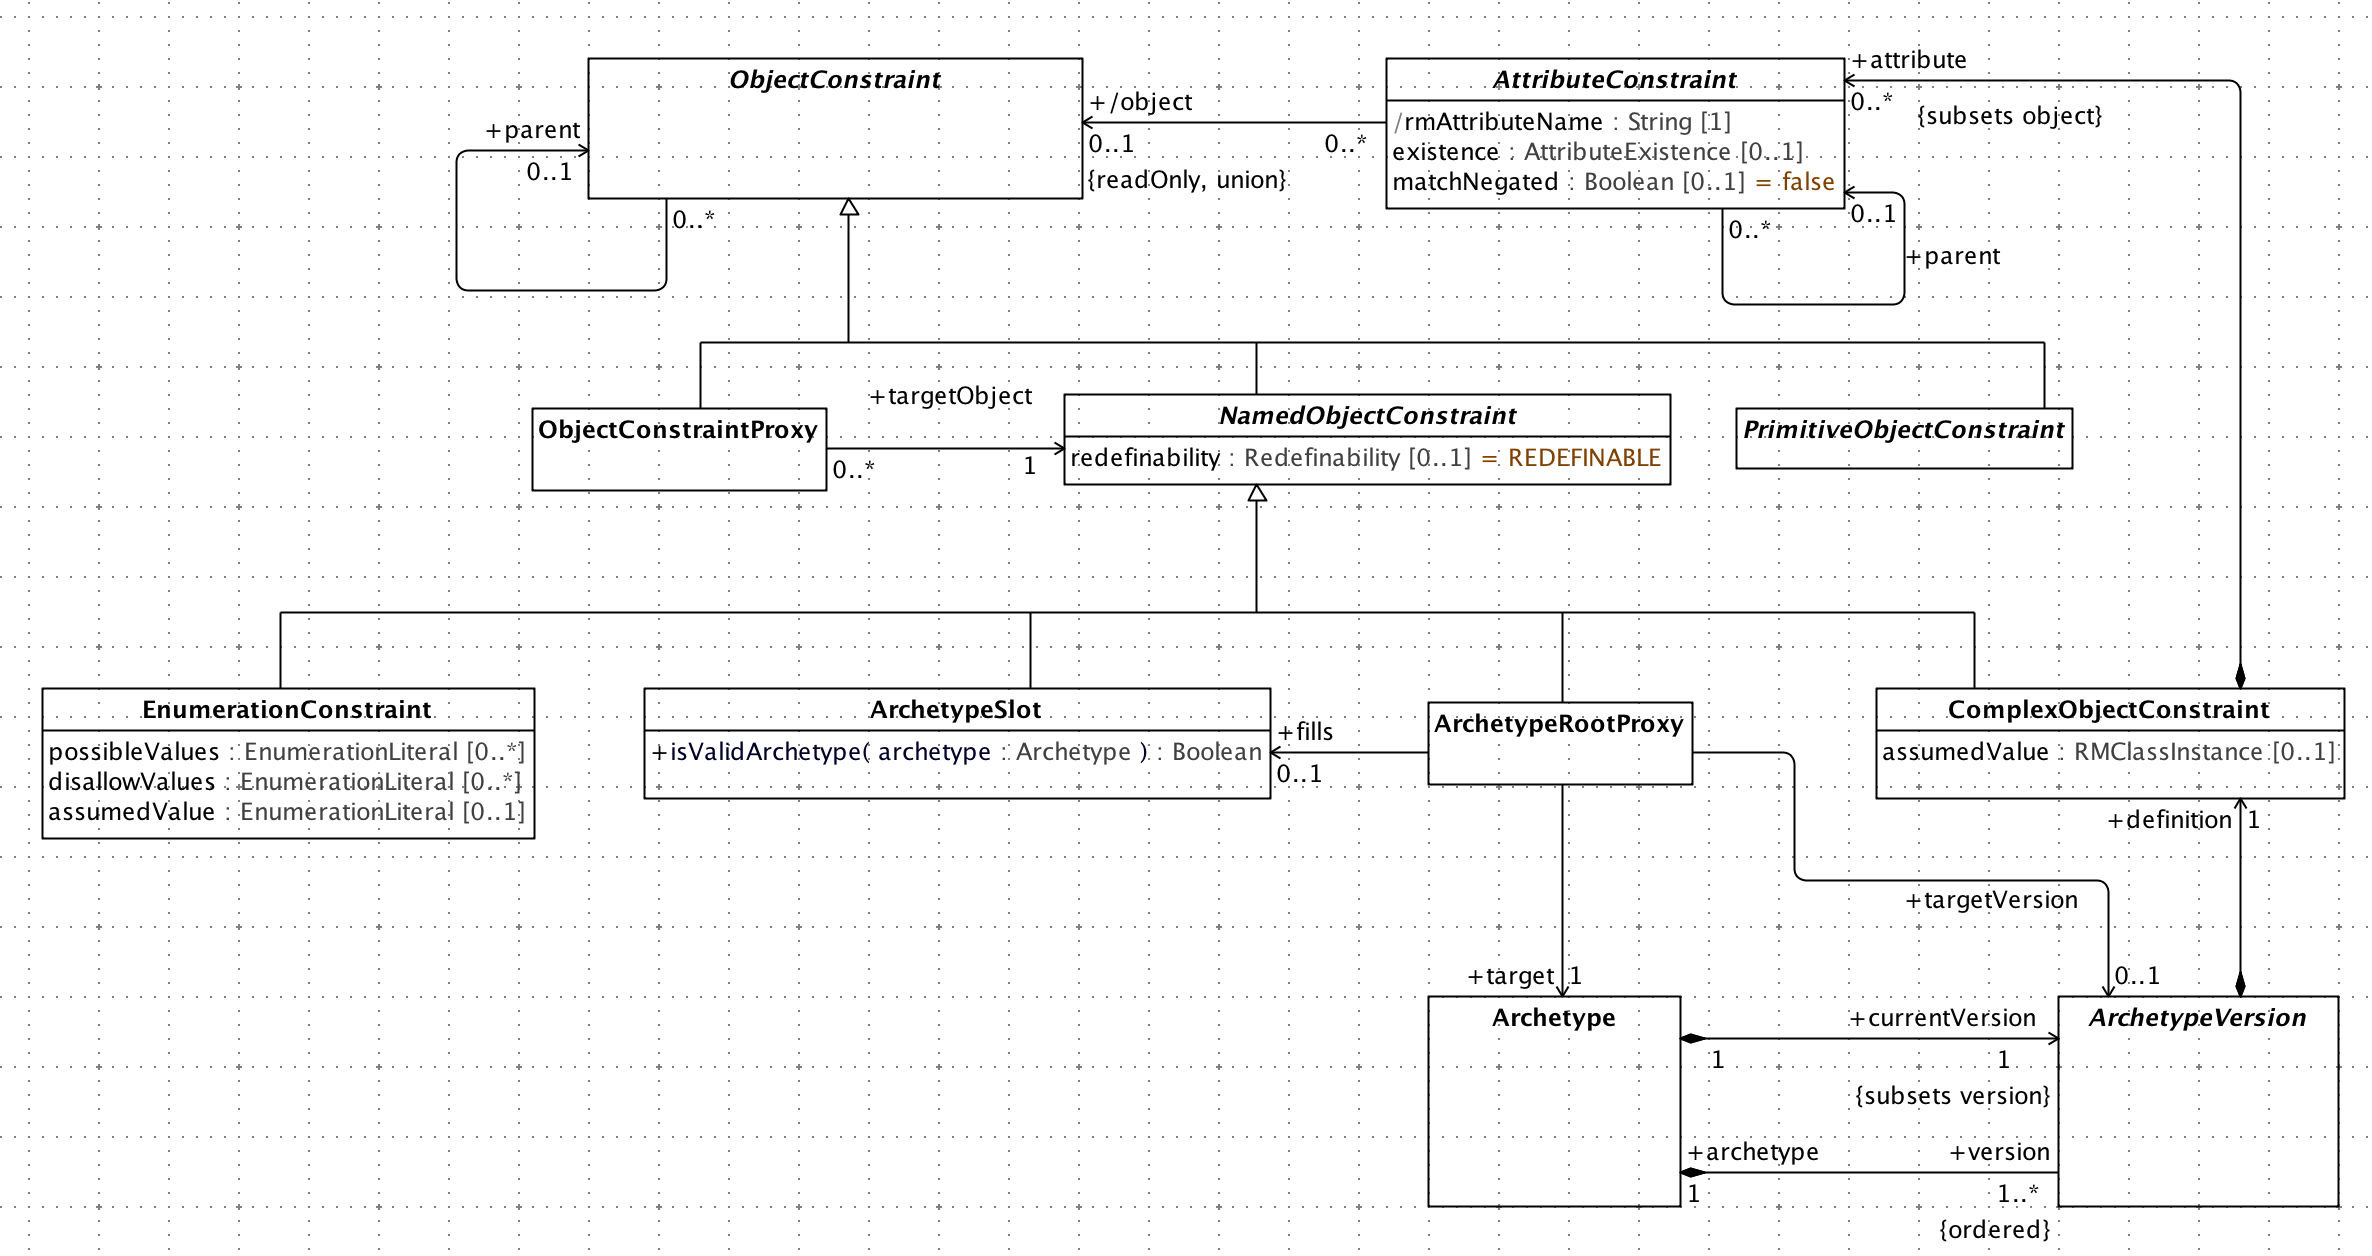 ObjectConstraint
+parent
0..1
0..*
+/object
0..1
0..*
{readOnly, union}
AttributeConstraint
/rmAttributeName : String [1]
existence : AttributeExistence [0..1]
matchNegated : Boolean [0..1] = false
+attribute
0..*
{subsets object}
0..1
0..*
+parent
ObjectConstraintProxy
+targetObject
0..*
1
NamedObjectConstraint
redefinability : Redefinability [0..1] = REDEFINABLE
PrimitiveObjectConstraint
EnumerationConstraint
possibleValues : EnumerationLiteral [0..*]
disallowValues : EnumerationLiteral [0..*]
assumedValue : EnumerationLiteral [0..1]
ArchetypeSlot
+isValidArchetype( archetype : Archetype ) : Boolean
+fills
0..1
ArchetypeRootProxy
ComplexObjectConstraint
assumedValue : RMClassInstance [0..1]
+definition
1
+targetVersion
0..1
+target
1
Archetype
+currentVersion
1
1
{subsets version}
+archetype
+version
1
1..*
{ordered}
ArchetypeVersion